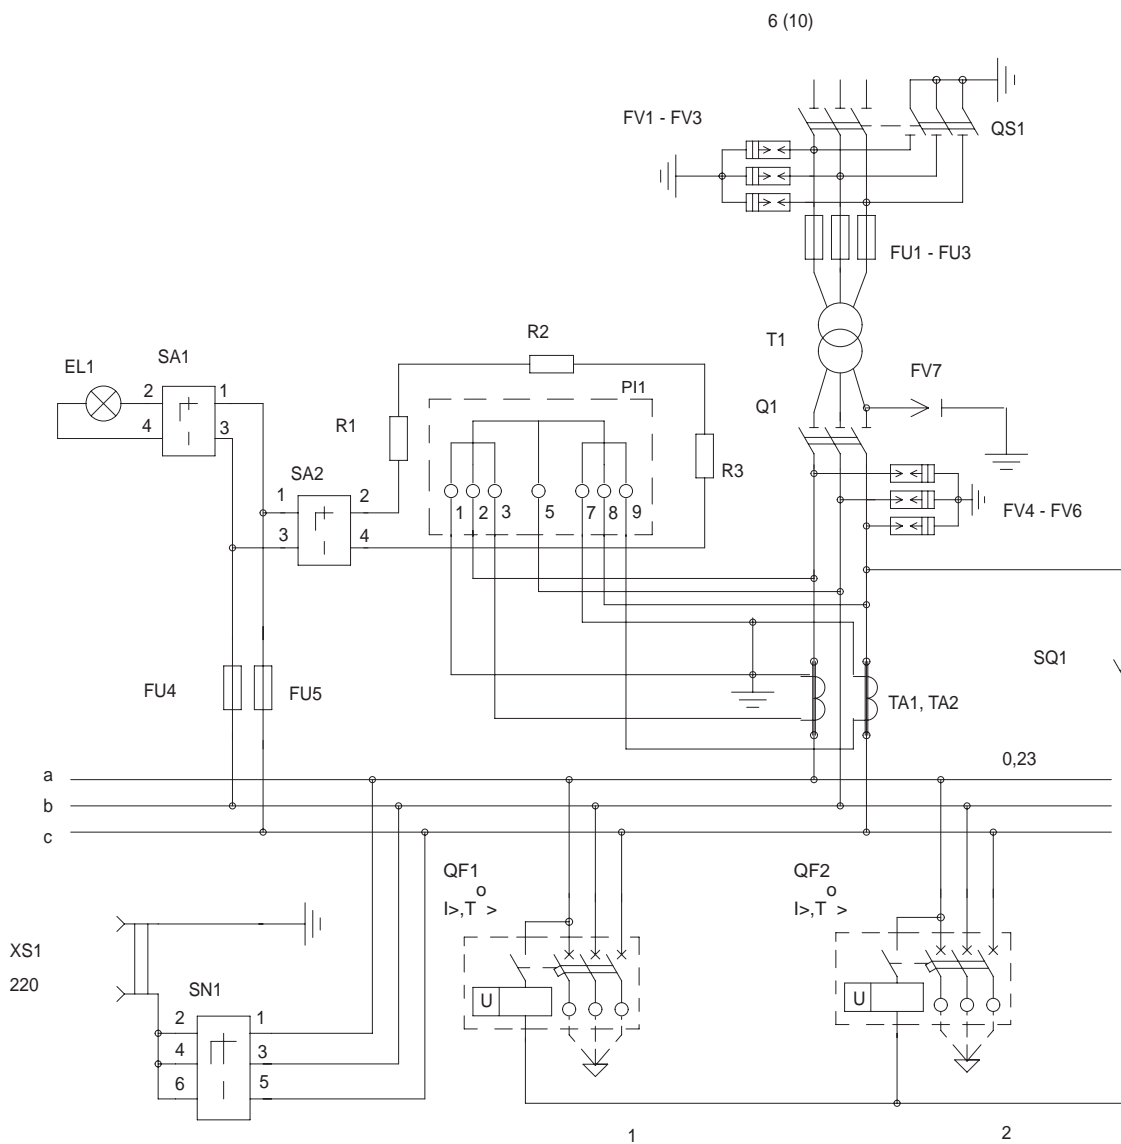 6 (10)
FV1 - FV3
QS1
FU1 - FU3
T1
R2
SA1
EL1
FV7
2
1
PI1
Q1
4
3
R1
R3
SA2
1
2
1
2
3
5
7
8
9
FV4 - FV6
3
4
SQ1
FU4
FU5
TA1, TA2
0,23
a
b
c
QF1
QF2
o
o
I>,T >
I>,T >
XS1
220
SN1
U
U
2
1
4
3
6
5
1
2